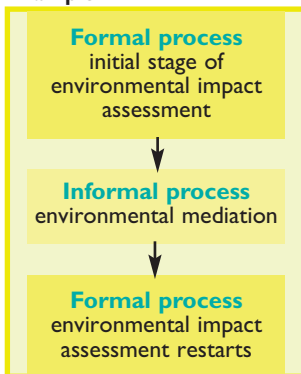 Formal process
initial stage of
environmental impact
assessment
Informal process
environmental mediation
Formal process
environmental impact
assessment restarts